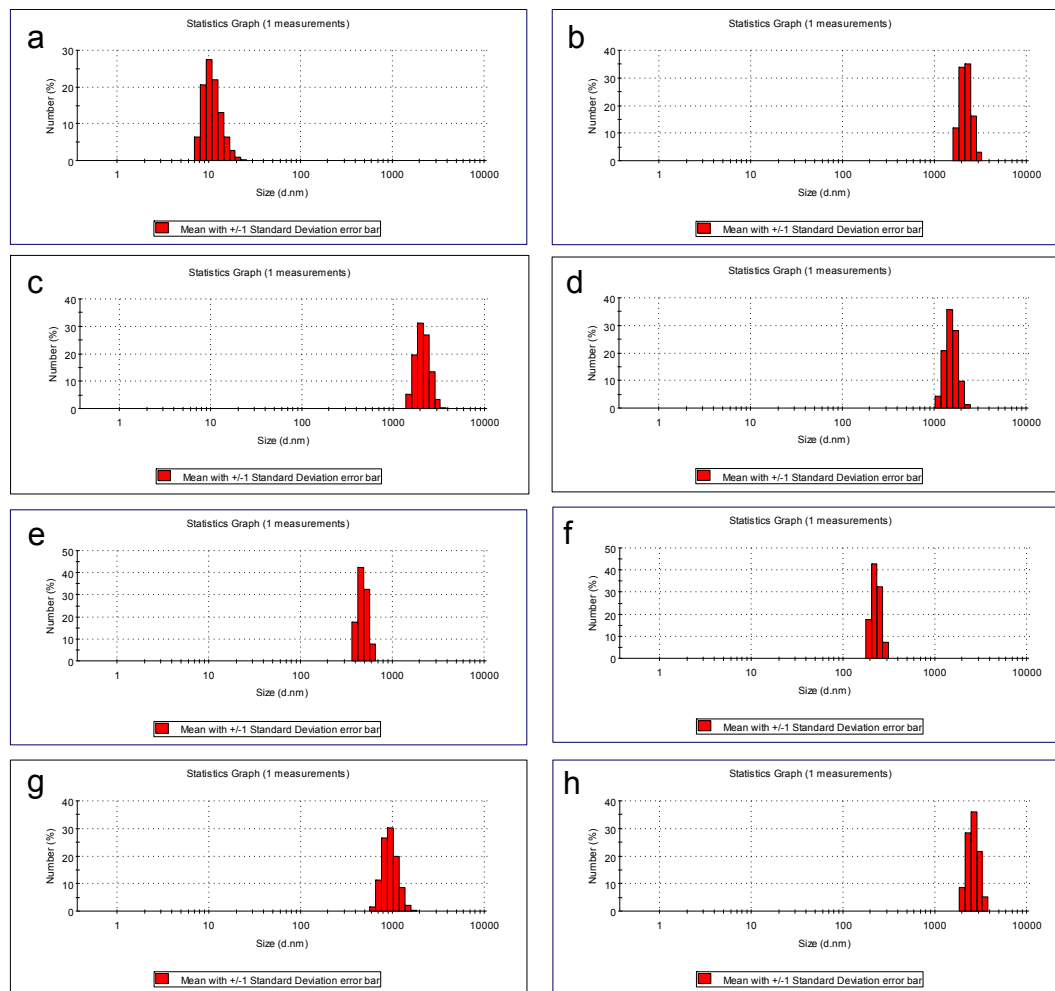 a
Statistics Graph (1 measurements)
30
20
10
0
Number (%)
1 10 100 1000 10000
Size (d.nm)
Mean with +/-1 Standard Deviation error bar
b
Statistics Graph (1 measurements)
40
30
20
10
0
Number (%)
1 10 100 1000 10000
Size (d.nm)
Mean with +/-1 Standard Deviation error bar
c
Statistics Graph (1 measurements)
40
30
20
10
0
Number (%)
1 10 100 1000 10000
Size (d.nm)
Mean with +/-1 Standard Deviation error bar
d
Statistics Graph (1 measurements)
40
30
20
10
0
Number (%)
1 10 100 1000 10000
Size (d.nm)
Mean with +/-1 Standard Deviation error bar
e
Statistics Graph (1 measurements)
50
40
30
20
10
0
Number (%)
1 10 100 1000 10000
Size (d.nm)
Mean with +/-1 Standard Deviation error bar
f
Statistics Graph (1 measurements)
50
40
30
20
10
0
Number (%)
1 10 100 1000 10000
Size (d.nm)
Mean with +/-1 Standard Deviation error bar
g
Statistics Graph (1 measurements)
40
30
20
10
0
Number (%)
1 10 100 1000 10000
Size (d.nm)
Mean with +/-1 Standard Deviation error bar
h
Statistics Graph (1 measurements)
40
30
20
10
0
Number (%)
1 10 100 1000 10000
Size (d.nm)
Mean with +/-1 Standard Deviation error bar